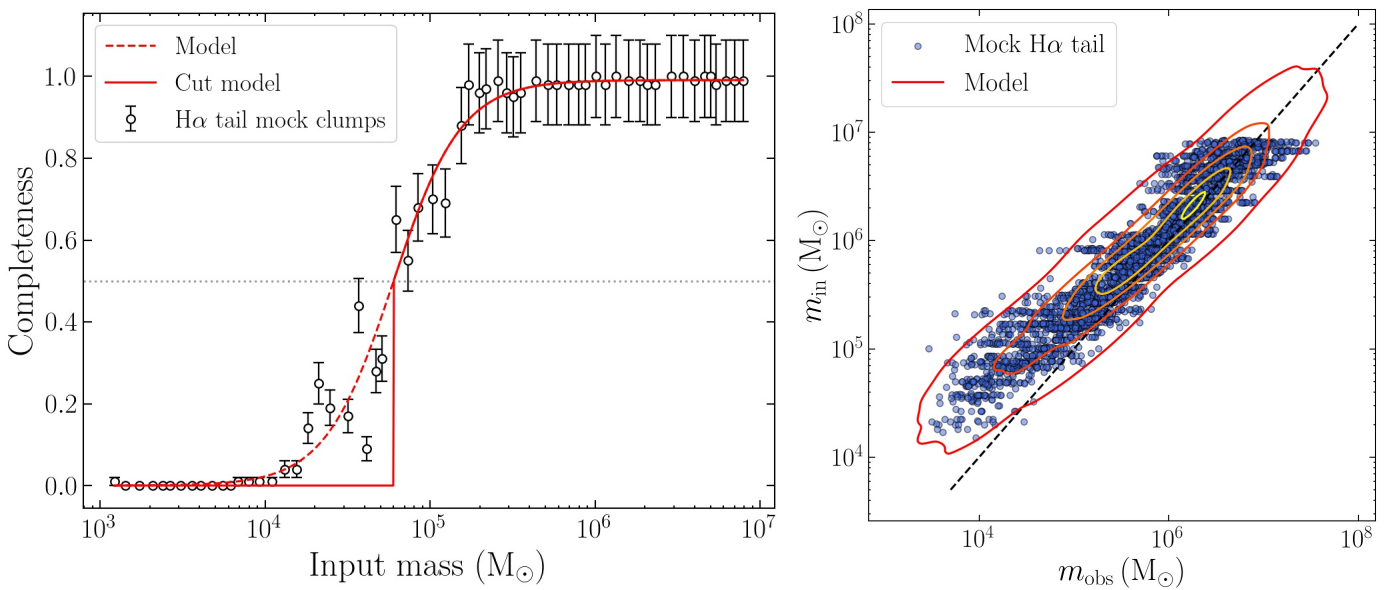 Model
Cut model
Hα tail mock clumps
Completeness
1.0
0.8
0.6
0.4
0.2
0.0
10³
10⁴
10⁵
10⁶
10⁷
Input mass (M☉)
Mock Hα tail
Model
m_in (M☉)
10⁸
10⁷
10⁶
10⁵
10⁴
10⁴
10⁶
10⁸
m_obs (M☉)